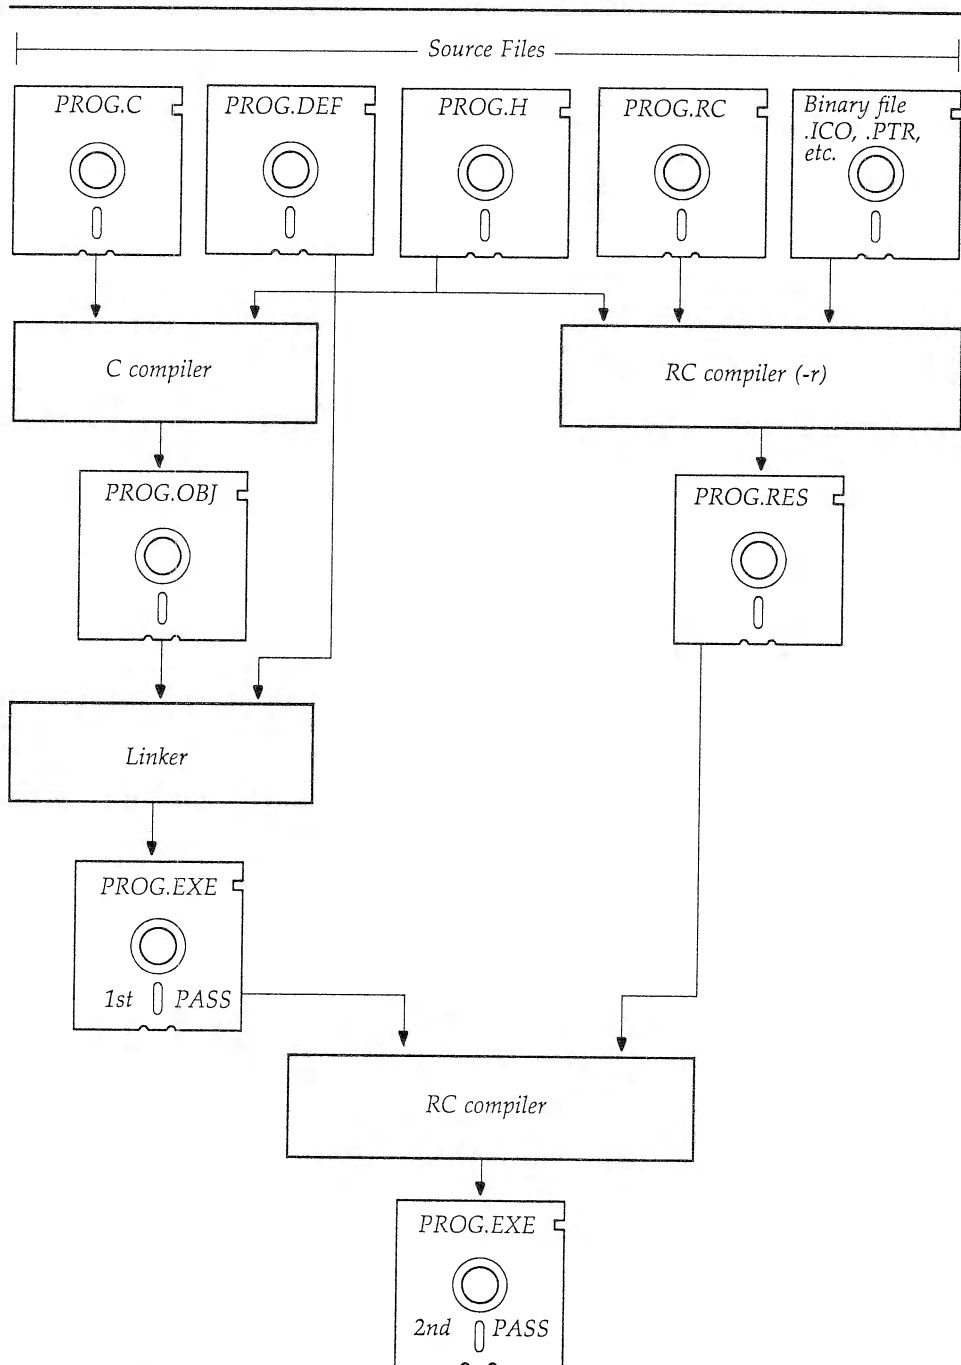 Source Files
PROG.C
PROG.DEF
PROG.H
PROG.RC
Binary file
.ICO, .PTR,
etc.
C compiler
RC compiler (-r)
PROG.OBJ
PROG.RES
Linker
PROG.EXE
1st PASS
RC compiler
PROG.EXE
2nd PASS